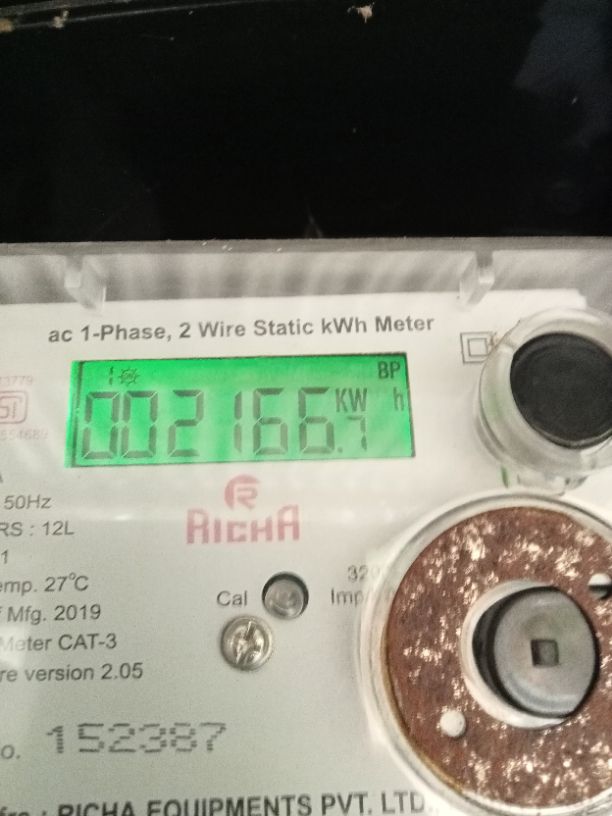 ac 1-Phase, 2 Wire Static kWh Meter
BP
002166.7 KW h
50Hz
RS : 12L
RICHA
emp. 27°C
Cal
Imp/
Mfg. 2019
Meter CAT-3
re version 2.05
o. 152387
RICHA EQUIPMENTS PVT. LTD.